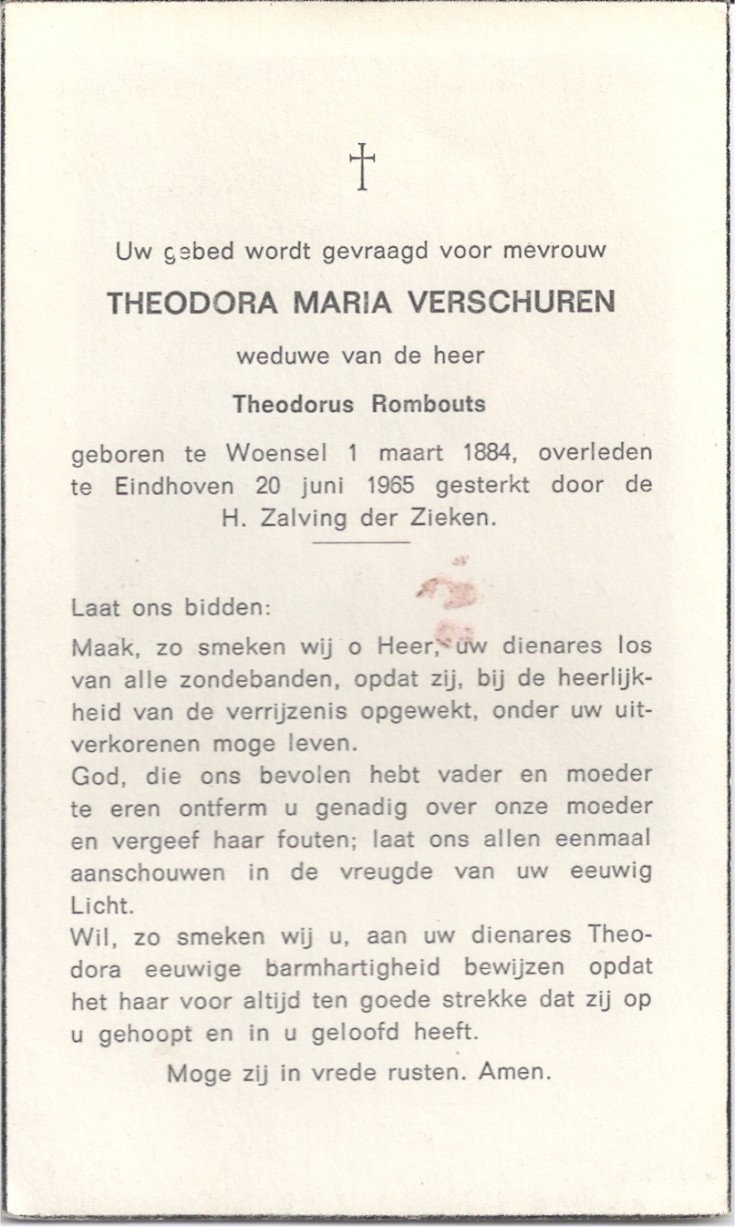 Uw gebed wordt gevraagd voor mevrouw
THEODORA MARIA VERSCHUREN
weduwe van de heer
Theodorus Rombouts
geboren te Woensel 1 maart 1884, overleden
te Eindhoven 20 juni 1965 gesterkt door de
H. Zalving der Zieken.
Laat ons bidden:
Maak, zo smeken wij o Heer, uw dienares los
van alle zondebanden, opdat zij, bij de heerlijk-
heid van de verrijzenis opgewekt, onder uw uit-
verkorenen moge leven.
God, die ons bevolen hebt vader en moeder
te eren ontferm u genadig over onze moeder
en vergeef haar fouten; laat ons allen eenmaal
aanschouwen in de vreugde van uw eeuwig
Licht.
Wil, zo smeken wij u, aan uw dienares Theo-
dora eeuwige barmhartigheid bewijzen opdat
het haar voor altijd ten goede strekke dat zij op
u gehoopt en in u geloofd heeft.
Moge zij in vrede rusten. Amen.